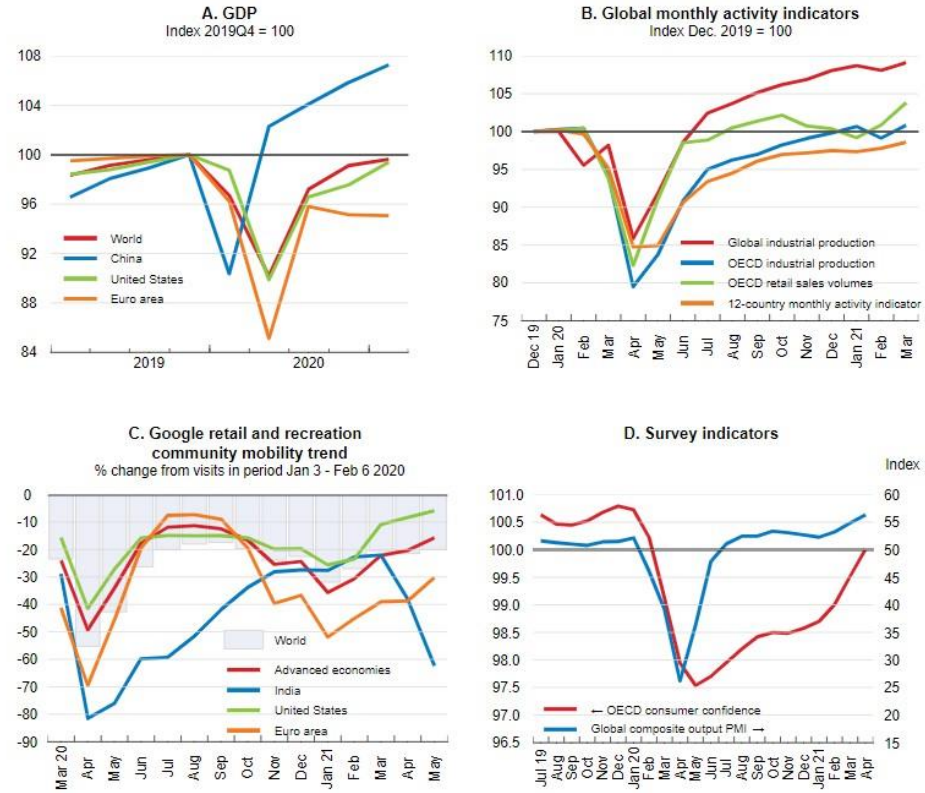 A. GDP
Index 2019Q4 = 100
108
104
100
96
92
88
84
World
China
United States
Euro area
2019
2020
B. Global monthly activity indicators
Index Dec. 2019 = 100
110
105
100
95
90
85
80
75
Global industrial production
OECD industrial production
OECD retail sales volumes
12-country monthly activity indicator
Dec 19
Jan 20
Feb
Mar
Apr
May
Jun
Jul
Aug
Sep
Oct
Nov
Dec
Jan 21
Feb
Mar
C. Google retail and recreation
community mobility trend
% change from visits in period Jan 3 - Feb 6 2020
0
-10
-20
-30
-40
-50
-60
-70
-80
-90
World
Advanced economies
India
United States
Euro area
Mar 20
Apr
May
Jun
Jul
Aug
Sep
Oct
Nov
Dec
Jan 21
Feb
Mar
Apr
May
D. Survey indicators
Index
101.0
100.5
100.0
99.5
99.0
98.5
98.0
97.5
97.0
96.5
60
55
50
45
40
35
30
25
20
15
← OECD consumer confidence
Global composite output PMI →
Jul 19
Aug
Sep
Oct
Nov
Dec
Jan 20
Feb
Mar
Apr
May
Jun
Jul
Aug
Sep
Oct
Nov
Dec
Jan 21
Feb
Mar
Apr